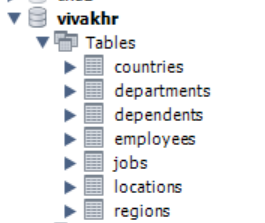 vivakhr
Tables
countries
departments
dependents
employees
jobs
locations
regions